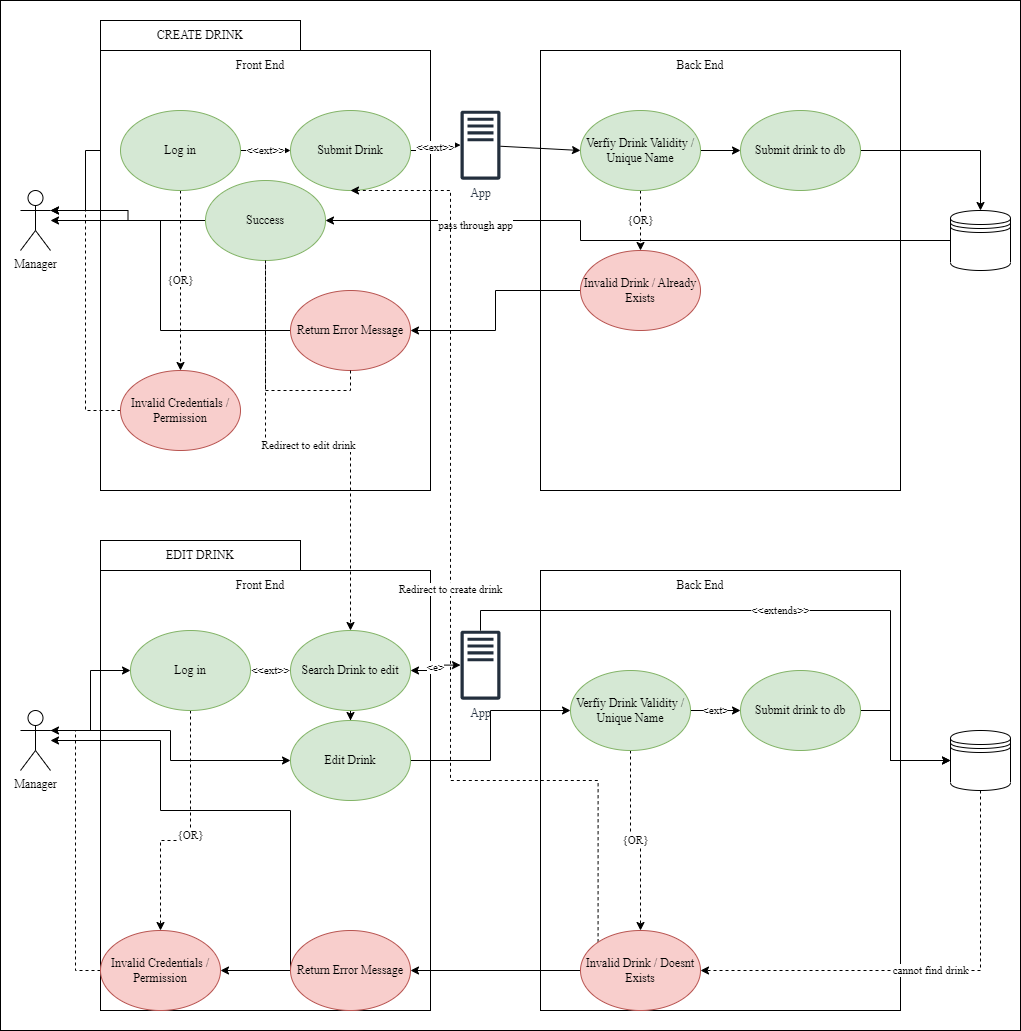 CREATE DRINK
Front End
Back End
Log in
<<ext>>
Submit Drink
<<ext>>
App
Verfiy Drink Validity /
Unique Name
Submit drink to db
Manager
Success
pass through app
{OR}
{OR}
Invalid Drink / Already
Exists
Return Error Message
Invalid Credentials /
Permission
Redirect to edit drink
EDIT DRINK
Front End
Back End
Redirect to create drink
<<extends>>
Log in
<<ext>>
Search Drink to edit
<e>
App
Verfiy Drink Validity /
Unique Name
<ext>
Submit drink to db
Manager
Edit Drink
{OR}
{OR}
Invalid Credentials /
Permission
Return Error Message
Invalid Drink / Doesnt
Exists
cannot find drink